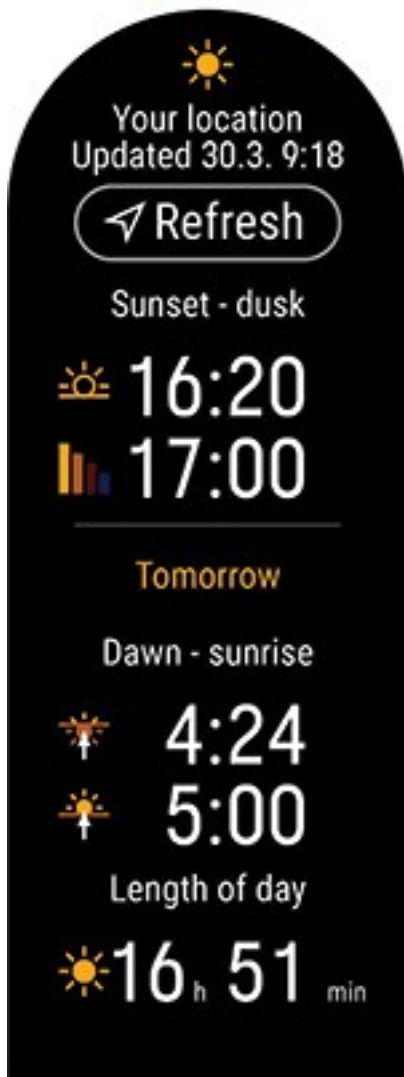 Your location
Updated 30.3. 9:18
Refresh
Sunset - dusk
16:20
17:00
Tomorrow
Dawn - sunrise
4:24
5:00
Length of day
16 h 51 min